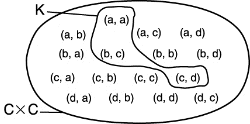 K
(a, a)
(a, b) (a, c) (a, d)
(b, a) (b, c) (b, b) (b, d)
(c, a) (c, b) (c, c) (c, d)
(d, a) (d, b) (d, d) (d, c)
C×C